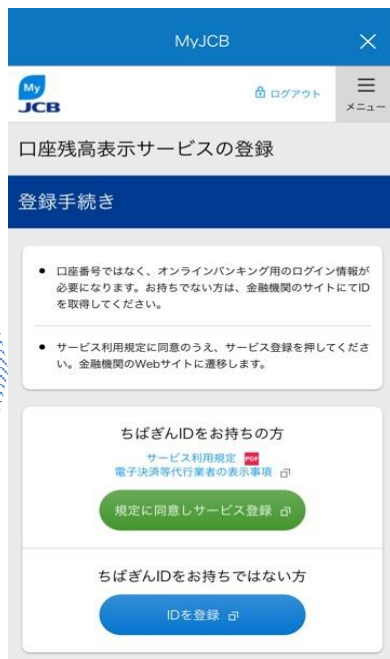 MyJCB
My
JCB
ログアウト
メニュー
口座残高表示サービスの登録
登録手続き
• 口座番号ではなく、オンラインバンキング用のログイン情報が
必要になります。お持ちでない方は、金融機関のサイトにてID
を取得してください。
• サービス利用規定に同意のうえ、サービス登録を押してくださ
い。金融機関のWebサイトに遷移します。
ちばぎんIDをお持ちの方
サービス利用規定 PDF
電子決済等代行業者の表示事項
規定に同意しサービス登録
ちばぎんIDをお持ちではない方
IDを登録